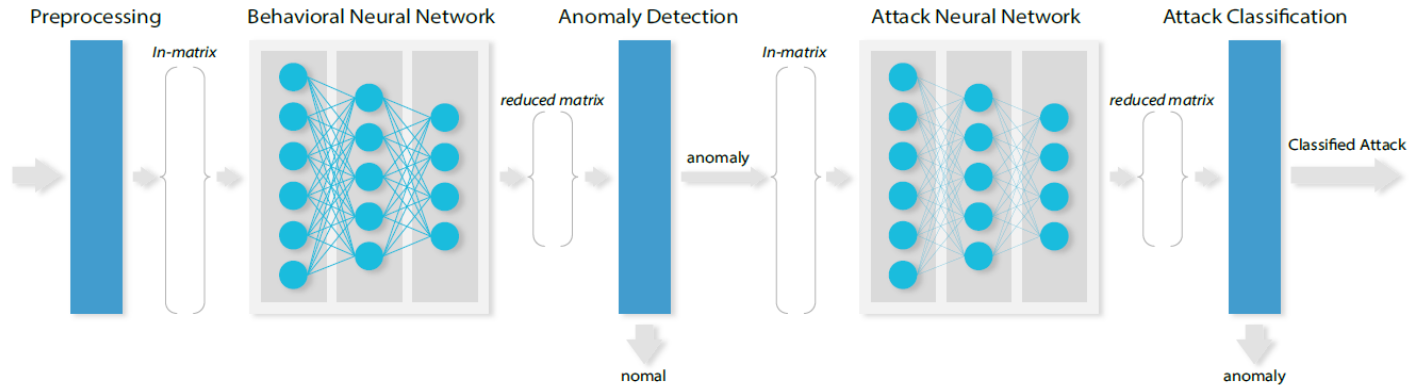 Preprocessing
Behavioral Neural Network
Anomaly Detection
Attack Neural Network
Attack Classification
In-matrix
reduced matrix
anomaly
In-matrix
reduced matrix
Classified Attack
nomal
anomaly